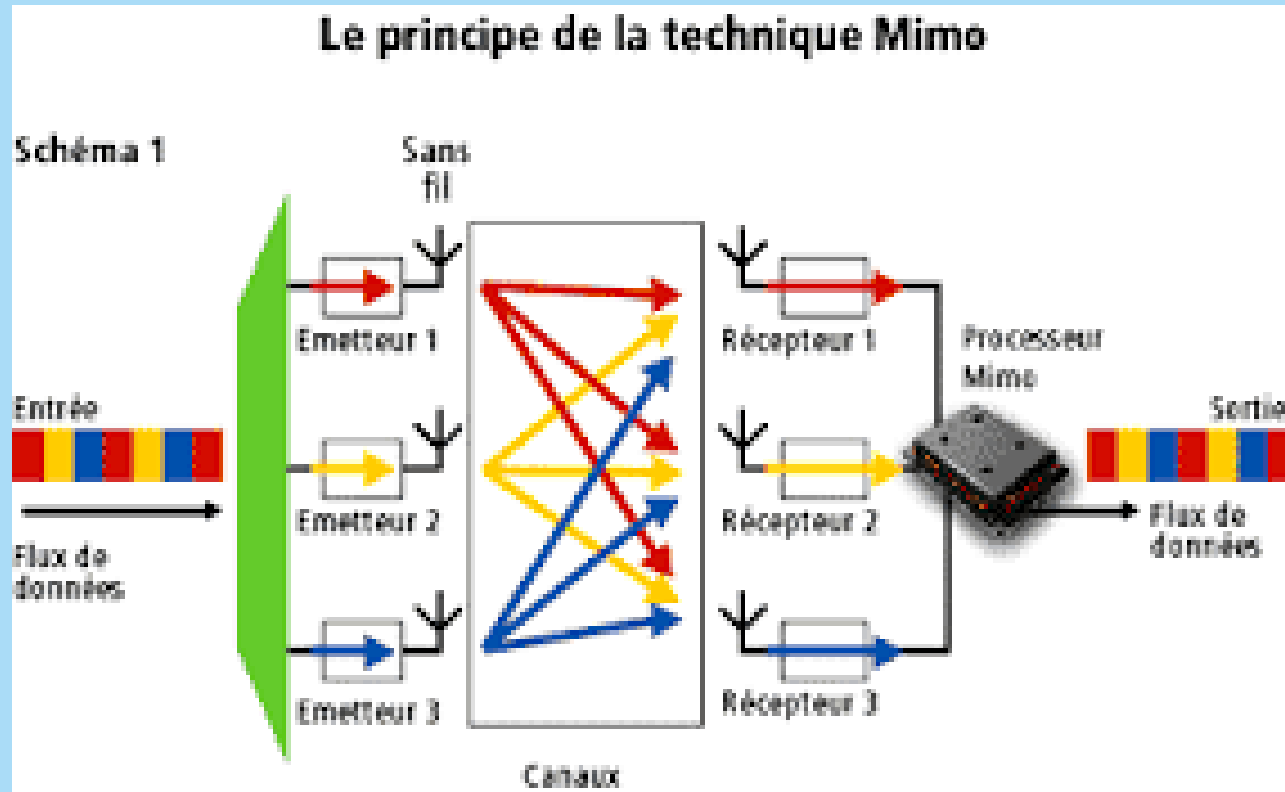 Le principe de la technique Mimo
Schéma 1
Sans
fil
Emetteur 1
Récepteur 1
Processeur
Mimo
Entrée
Sortie
Emetteur 2
Récepteur 2
Flux de
données
Flux de
données
Emetteur 3
Récepteur 3
Canaux